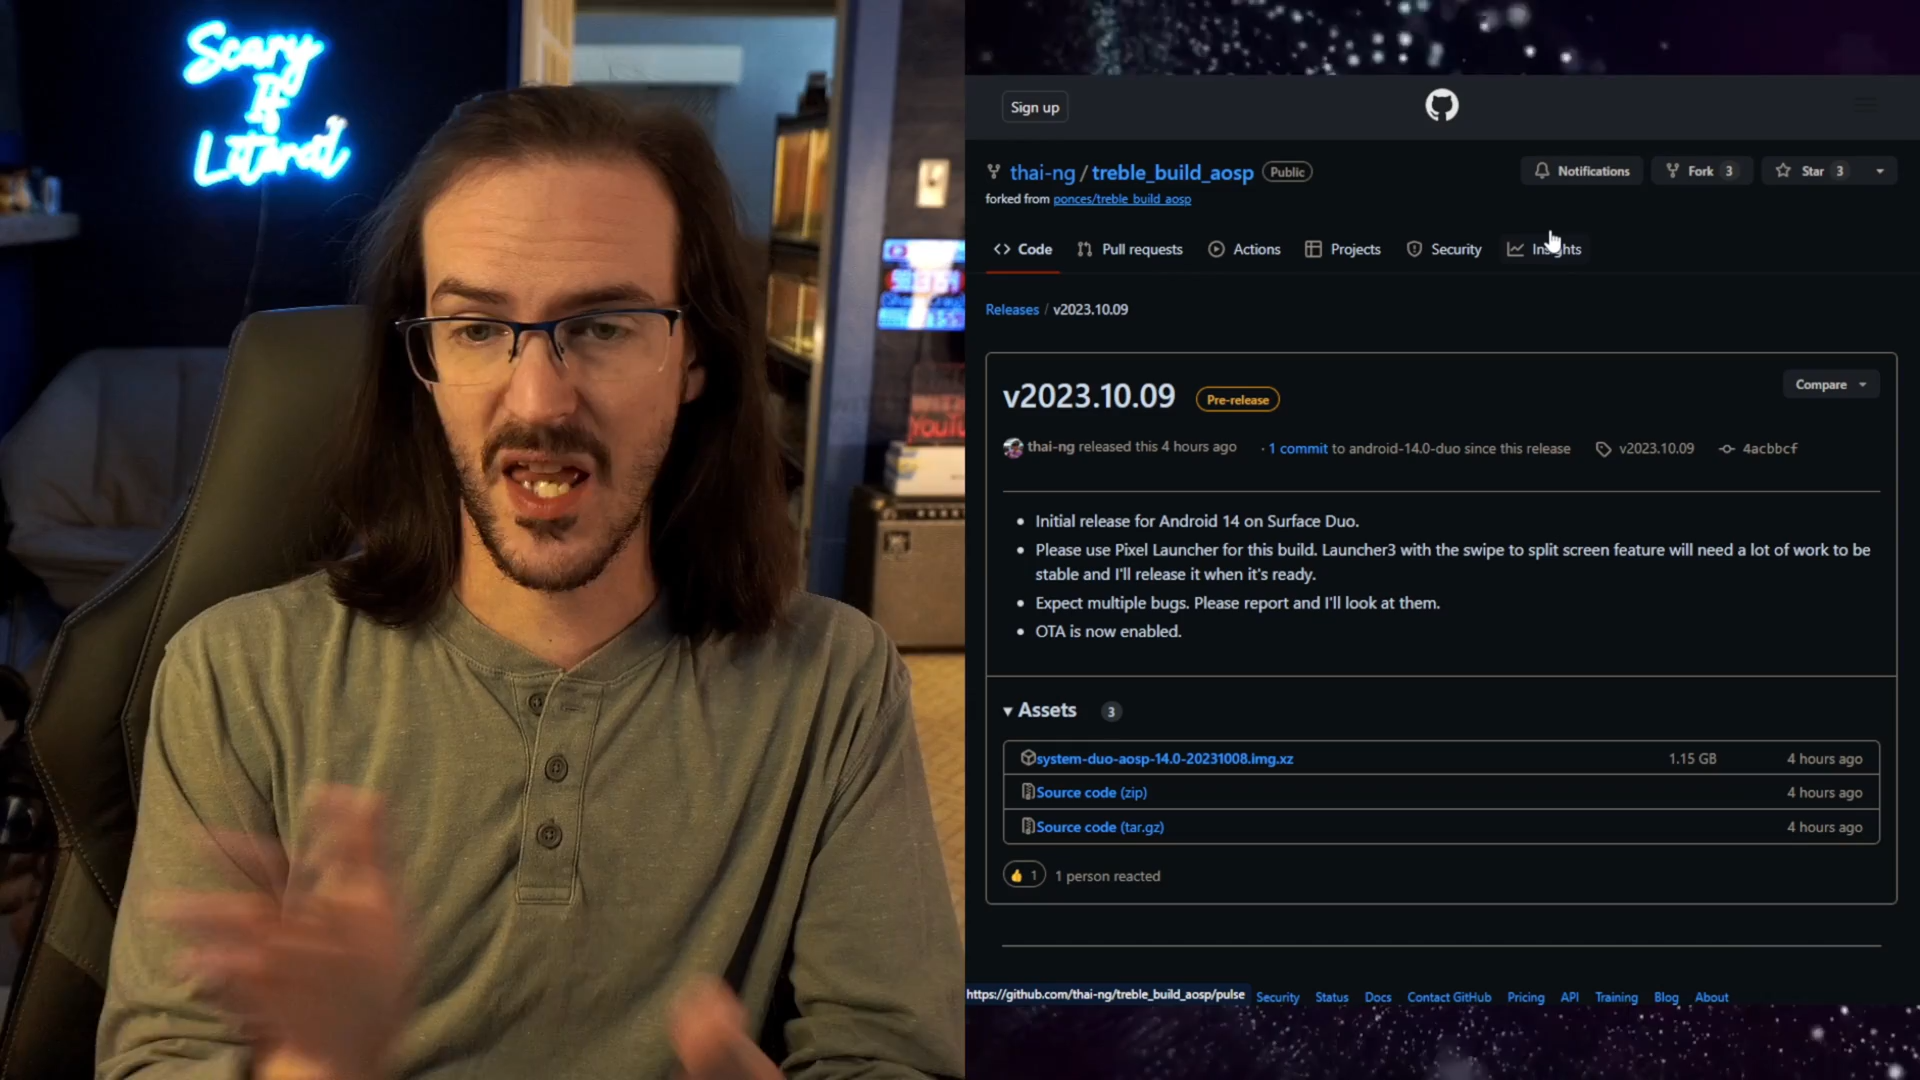 Scary
If
Literal
YouTu
Sign up
thai-ng / treble_build_aosp Public
Notifications
Fork 3
Star 3
forked from ponces/treble_build_aosp
Code
Pull requests
Actions
Projects
Security
Insights
Releases / v2023.10.09
v2023.10.09 Pre-release
Compare
thai-ng released this 4 hours ago · 1 commit to android-14.0-duo since this release v2023.10.09 4acbbcf
• Initial release for Android 14 on Surface Duo.
• Please use Pixel Launcher for this build. Launcher3 with the swipe to split screen feature will need a lot of work to be
stable and I'll release it when it's ready.
• Expect multiple bugs. Please report and I'll look at them.
• OTA is now enabled.
Assets 3
system-duo-aosp-14.0-20231008.img.xz 1.15 GB 4 hours ago
Source code (zip) 4 hours ago
Source code (tar.gz) 4 hours ago
👍 1 1 person reacted
https://github.com/thai-ng/treble_build_aosp/pulse Security Status Docs Contact GitHub Pricing API Training Blog About